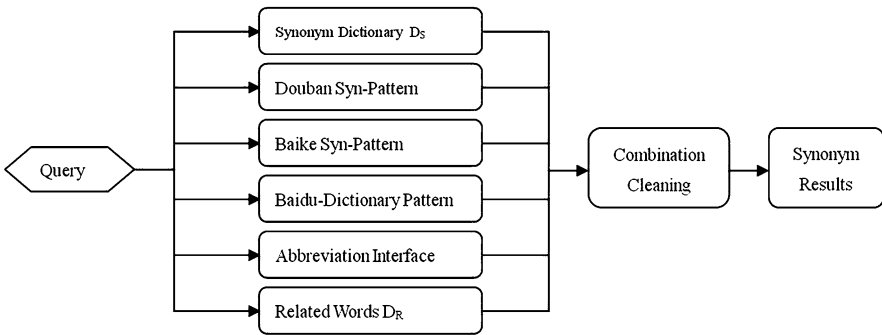 Query
Synonym Dictionary DS
Douban Syn-Pattern
Baike Syn-Pattern
Baidu-Dictionary Pattern
Abbreviation Interface
Related Words DR
Combination
Cleaning
Synonym
Results